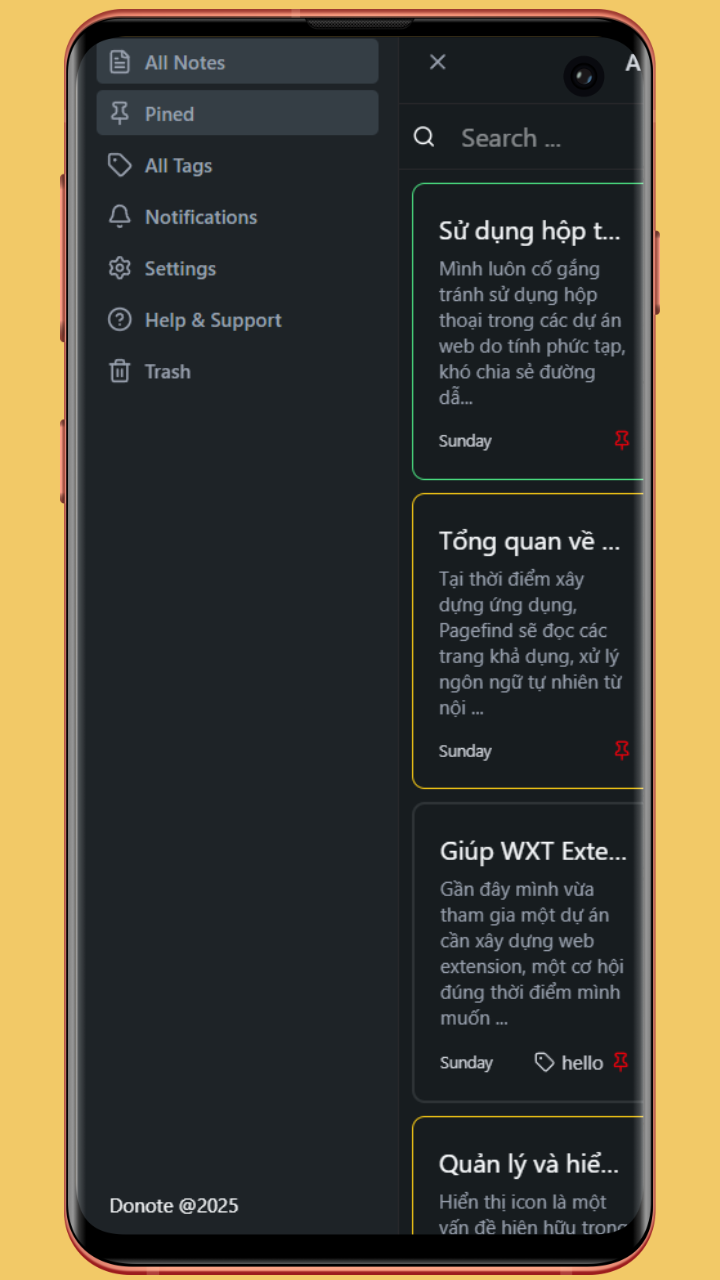 All Notes
Pined
All Tags
Notifications
Settings
Help & Support
Trash
Donote @2025
A
Search ...
Sử dụng hộp t...
Mình luôn cố gắng
tránh sử dụng hộp
thoại trong các dự án
web do tính phức tạp,
khó chia sẻ đường
dẫ...
Sunday
Tổng quan về ...
Tại thời điểm xây
dựng ứng dụng,
Pagefind sẽ đọc các
trang khả dụng, xử lý
ngôn ngữ tự nhiên từ
nội ...
Sunday
Giúp WXT Exte...
Gần đây mình vừa
tham gia một dự án
cần xây dựng web
extension, một cơ hội
đúng thời điểm mình
muốn ...
Sunday hello
Quản lý và hiể...
Hiển thị icon là một
vấn đề hiện hữu trong